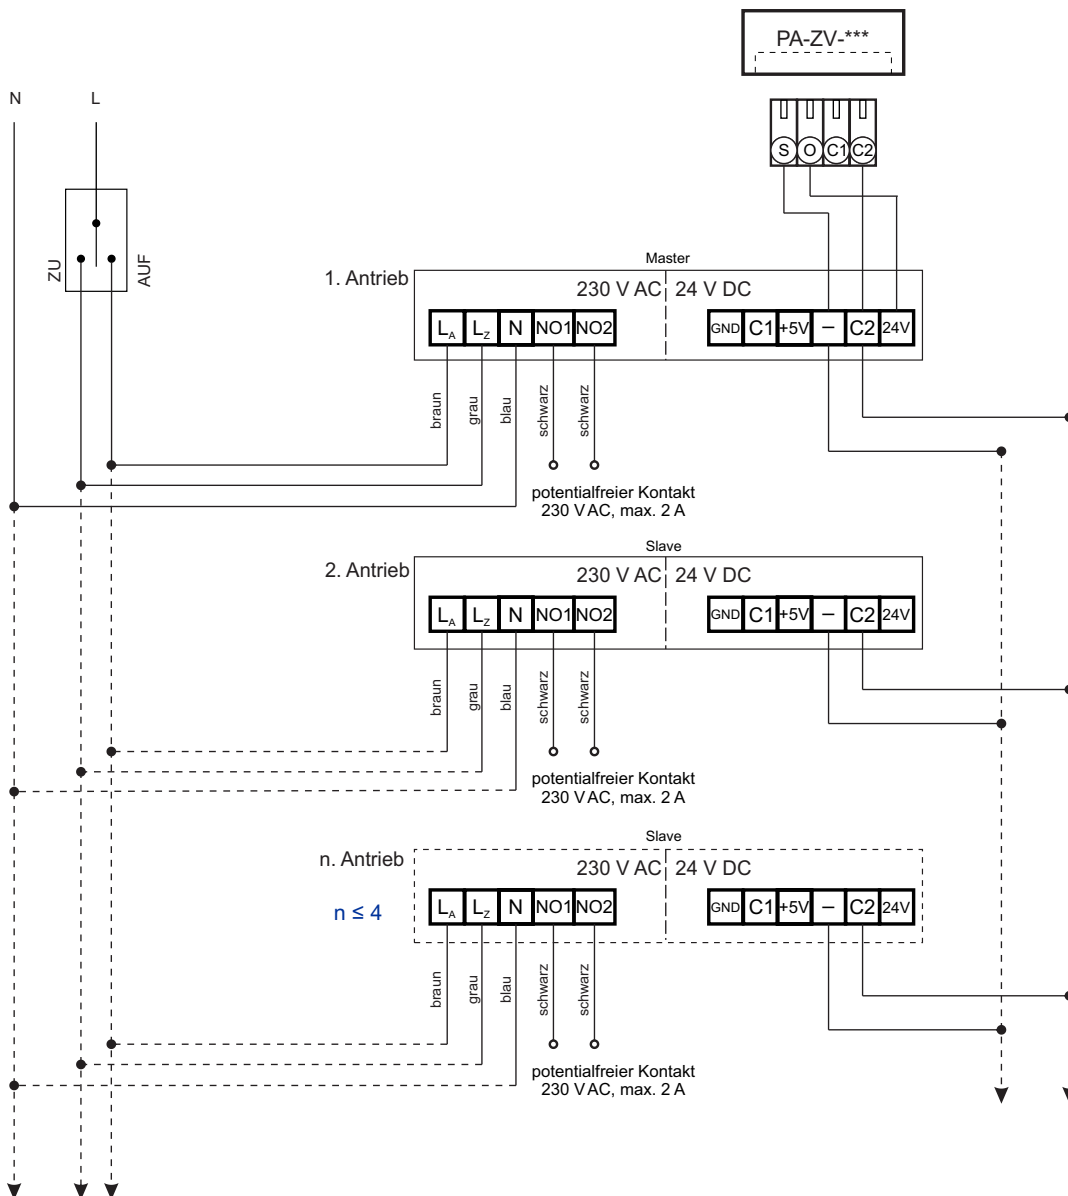 PA-ZV-***
N L
S O C1 C2
ZU AUF
Master
1. Antrieb
230 V AC 24 V DC
LA LZ N NO1 NO2 GND C1 +5V – C2 24V
braun grau blau schwarz schwarz
potentialfreier Kontakt
230 V AC, max. 2 A
Slave
2. Antrieb
230 V AC 24 V DC
LA LZ N NO1 NO2 GND C1 +5V – C2 24V
braun grau blau schwarz schwarz
potentialfreier Kontakt
230 V AC, max. 2 A
Slave
n. Antrieb
230 V AC 24 V DC
n ≤ 4
LA LZ N NO1 NO2 GND C1 +5V – C2 24V
braun grau blau schwarz schwarz
potentialfreier Kontakt
230 V AC, max. 2 A